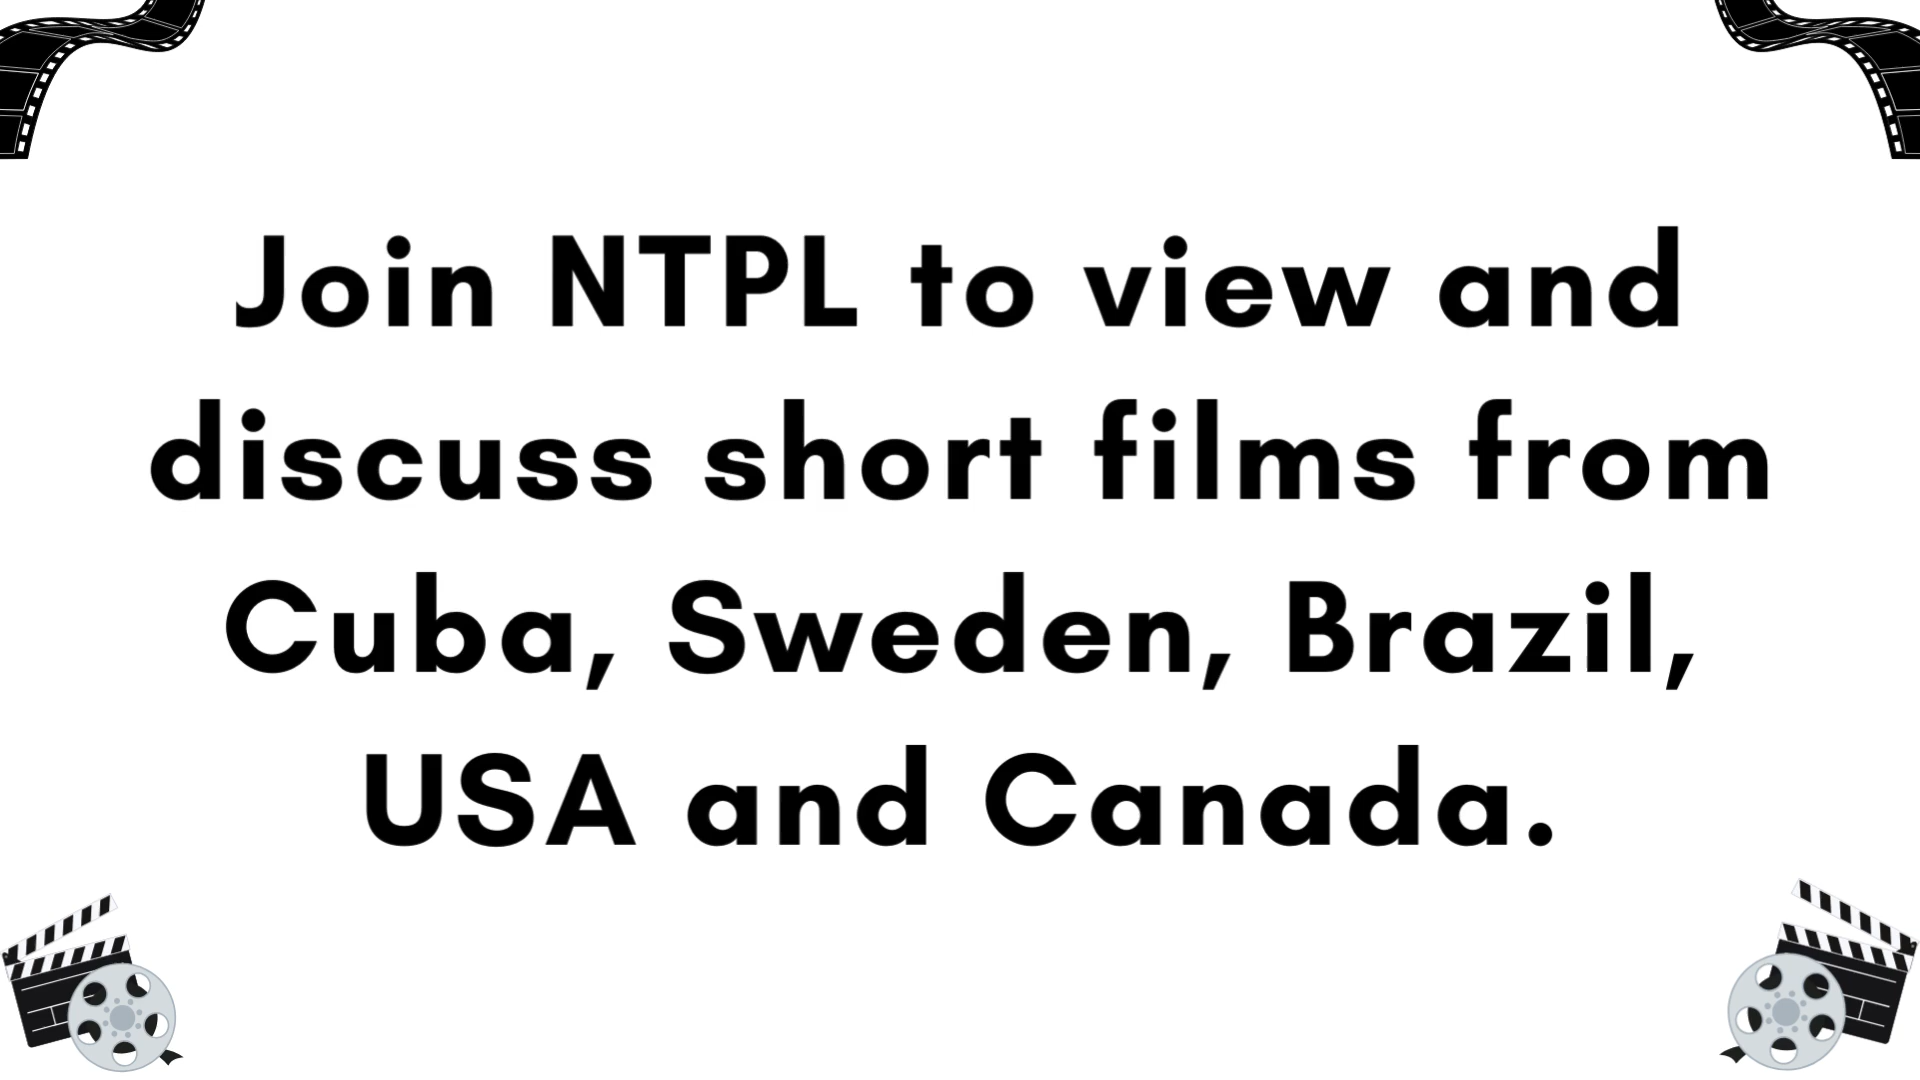 Join NTPL to view and
discuss short films from
Cuba, Sweden, Brazil,
USA and Canada.